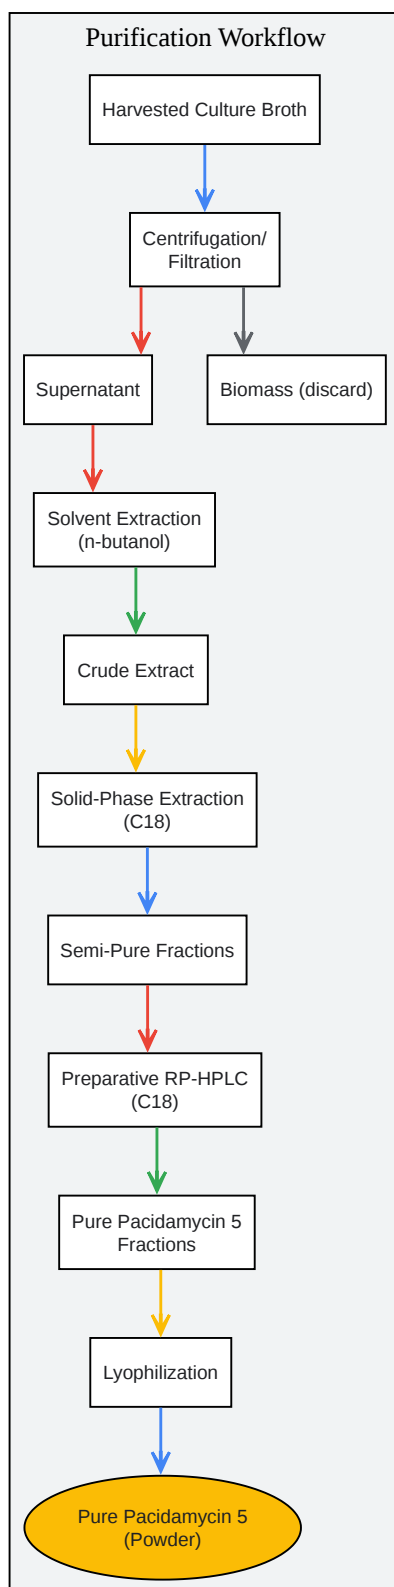 Purification Workflow
Harvested Culture Broth
Centrifugation/
Filtration
Supernatant
Biomass (discard)
Solvent Extraction
(n-butanol)
Crude Extract
Solid-Phase Extraction
(C18)
Semi-Pure Fractions
Preparative RP-HPLC
(C18)
Pure Pacidamycin 5
Fractions
Lyophilization
Pure Pacidamycin 5
(Powder)